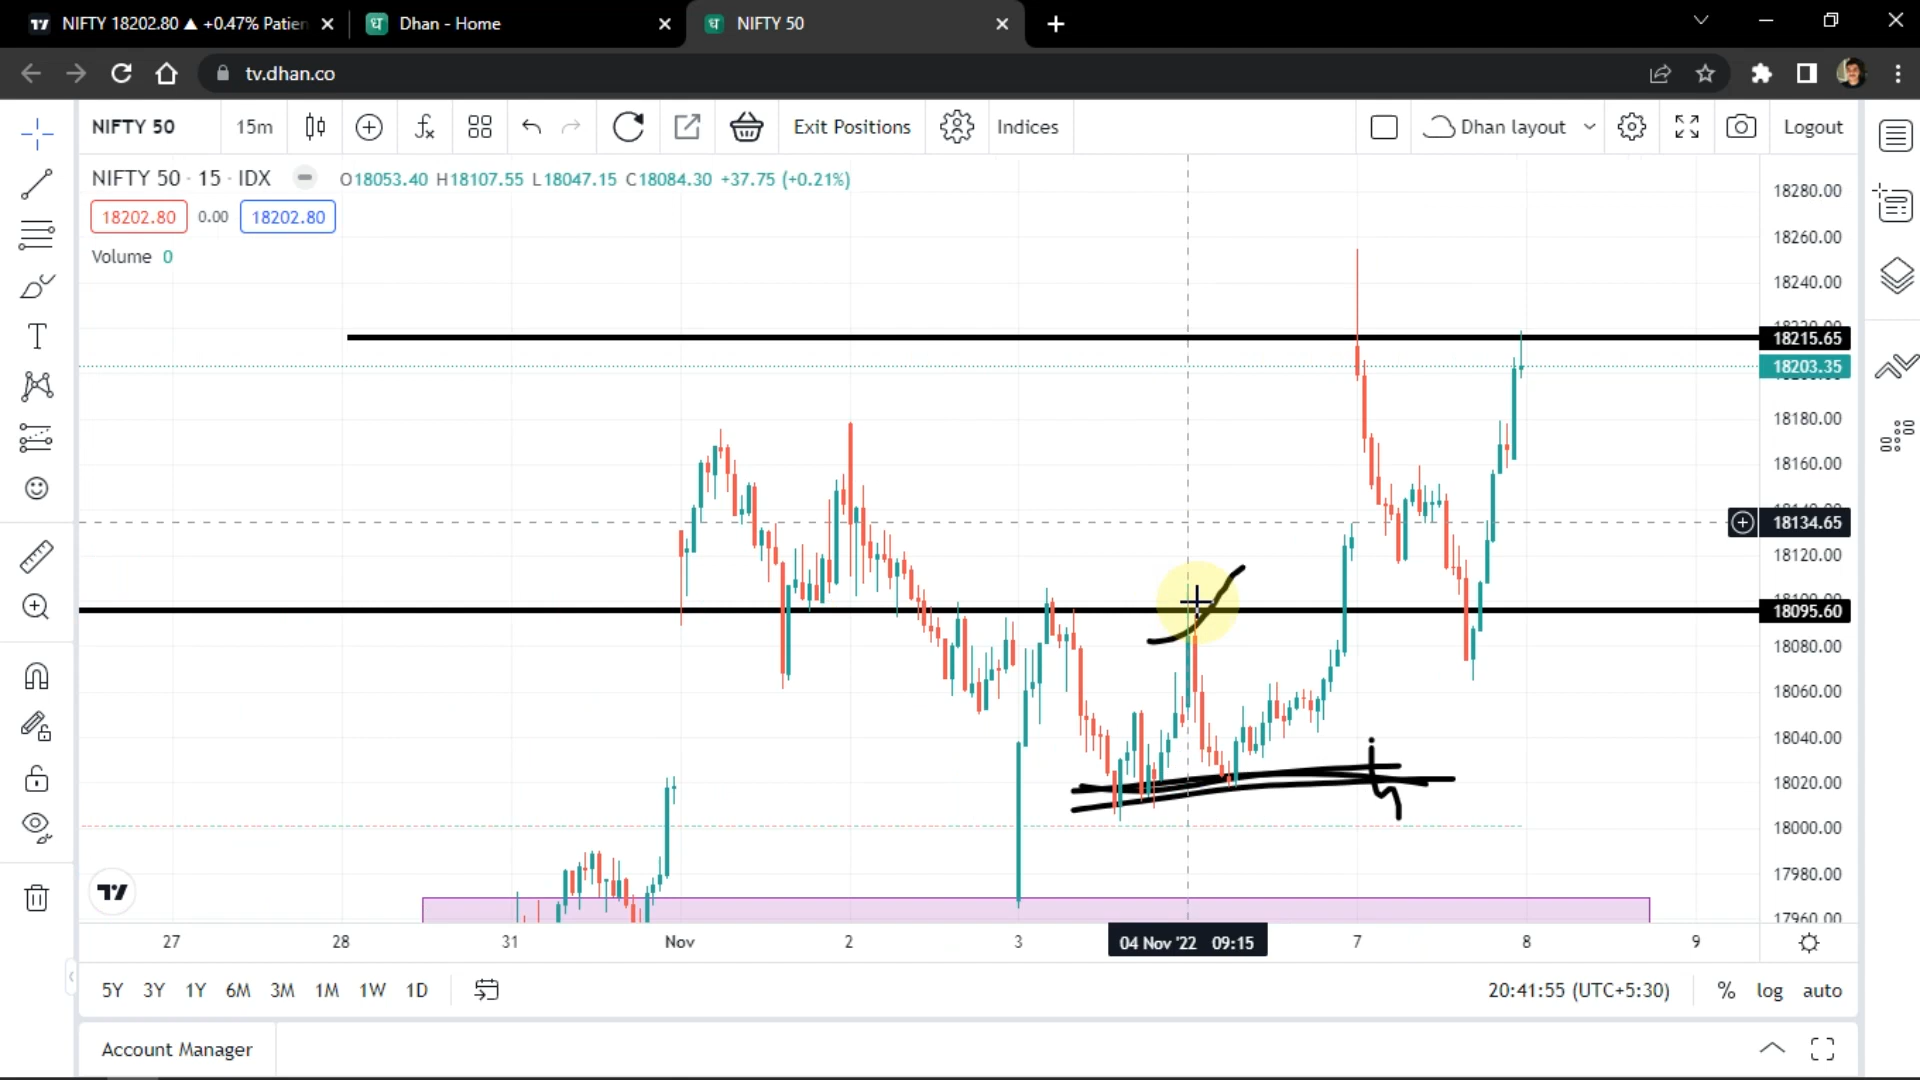 NIFTY 18202.80 ▲ +0.47% Patien
Dhan - Home
NIFTY 50
tv.dhan.co
NIFTY 50
15m
Exit Positions
Indices
Dhan layout
Logout
NIFTY 50 · 15 · IDX O18053.40 H18107.55 L18047.15 C18084.30 +37.75 (+0.21%)
18202.80 0.00 18202.80
Volume 0
18280.00
18260.00
18240.00
18215.65
18203.35
18180.00
18160.00
18134.65
18120.00
18095.60
18080.00
18060.00
18040.00
18020.00
18000.00
17980.00
17960.00
27 28 31 Nov 2 3 04 Nov '22 09:15 7 8 9
5Y 3Y 1Y 6M 3M 1M 1W 1D 20:41:55 (UTC+5:30) % log auto
Account Manager